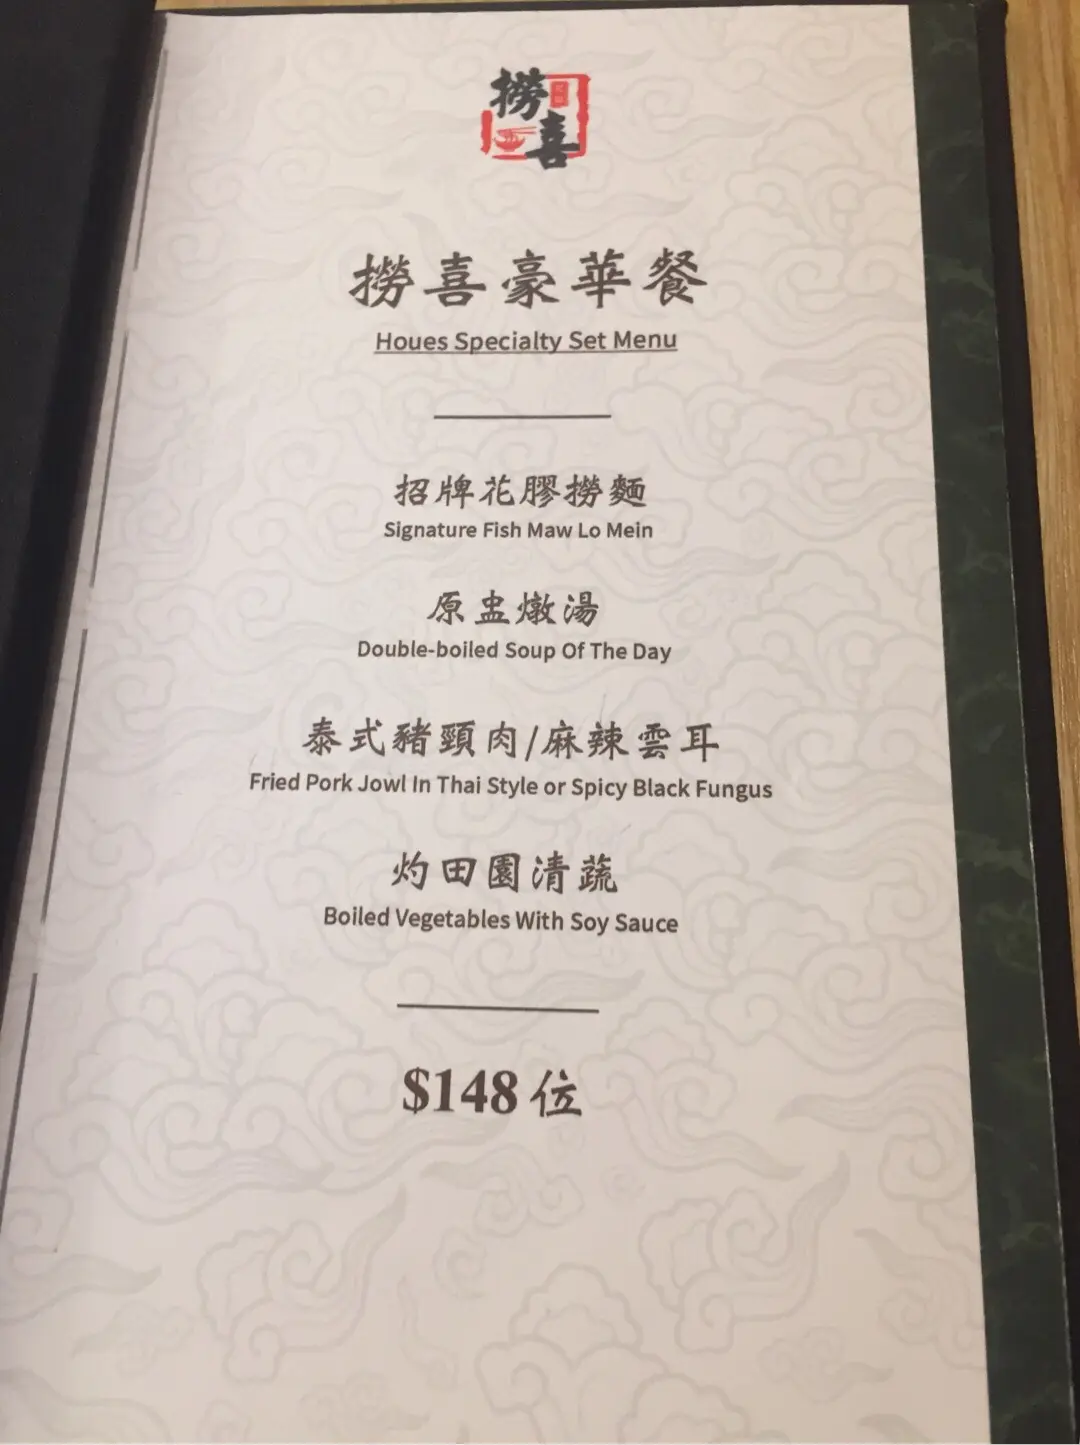 撈
喜
撈喜豪華餐
Houes Specialty Set Menu
招牌花膠撈麵
Signature Fish Maw Lo Mein
原盅燉湯
Double-boiled Soup Of The Day
泰式豬頸肉/麻辣雲耳
Fried Pork Jowl In Thai Style or Spicy Black Fungus
灼田園清蔬
Boiled Vegetables With Soy Sauce
$148位